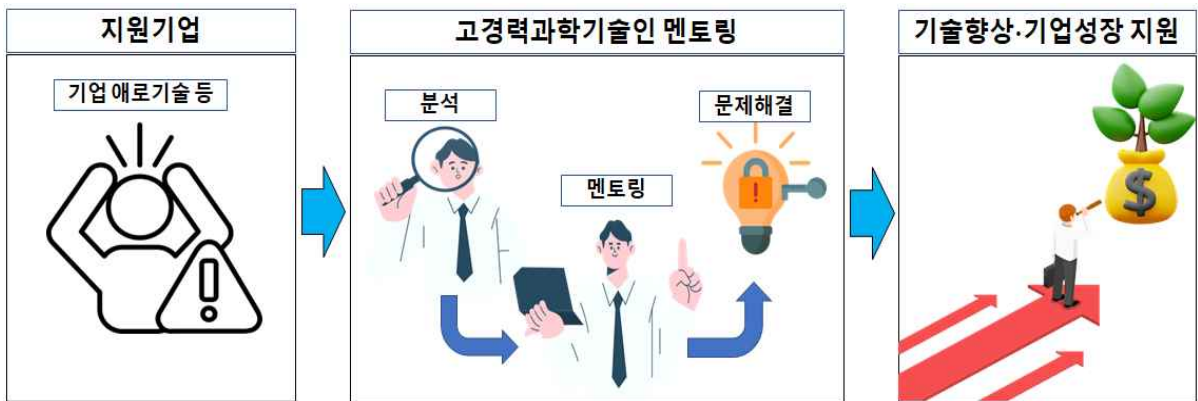 지원기업
기업 애로기술 등
고경력과학기술인 멘토링
분석
멘토링
문제해결
기술향상·기업성장 지원